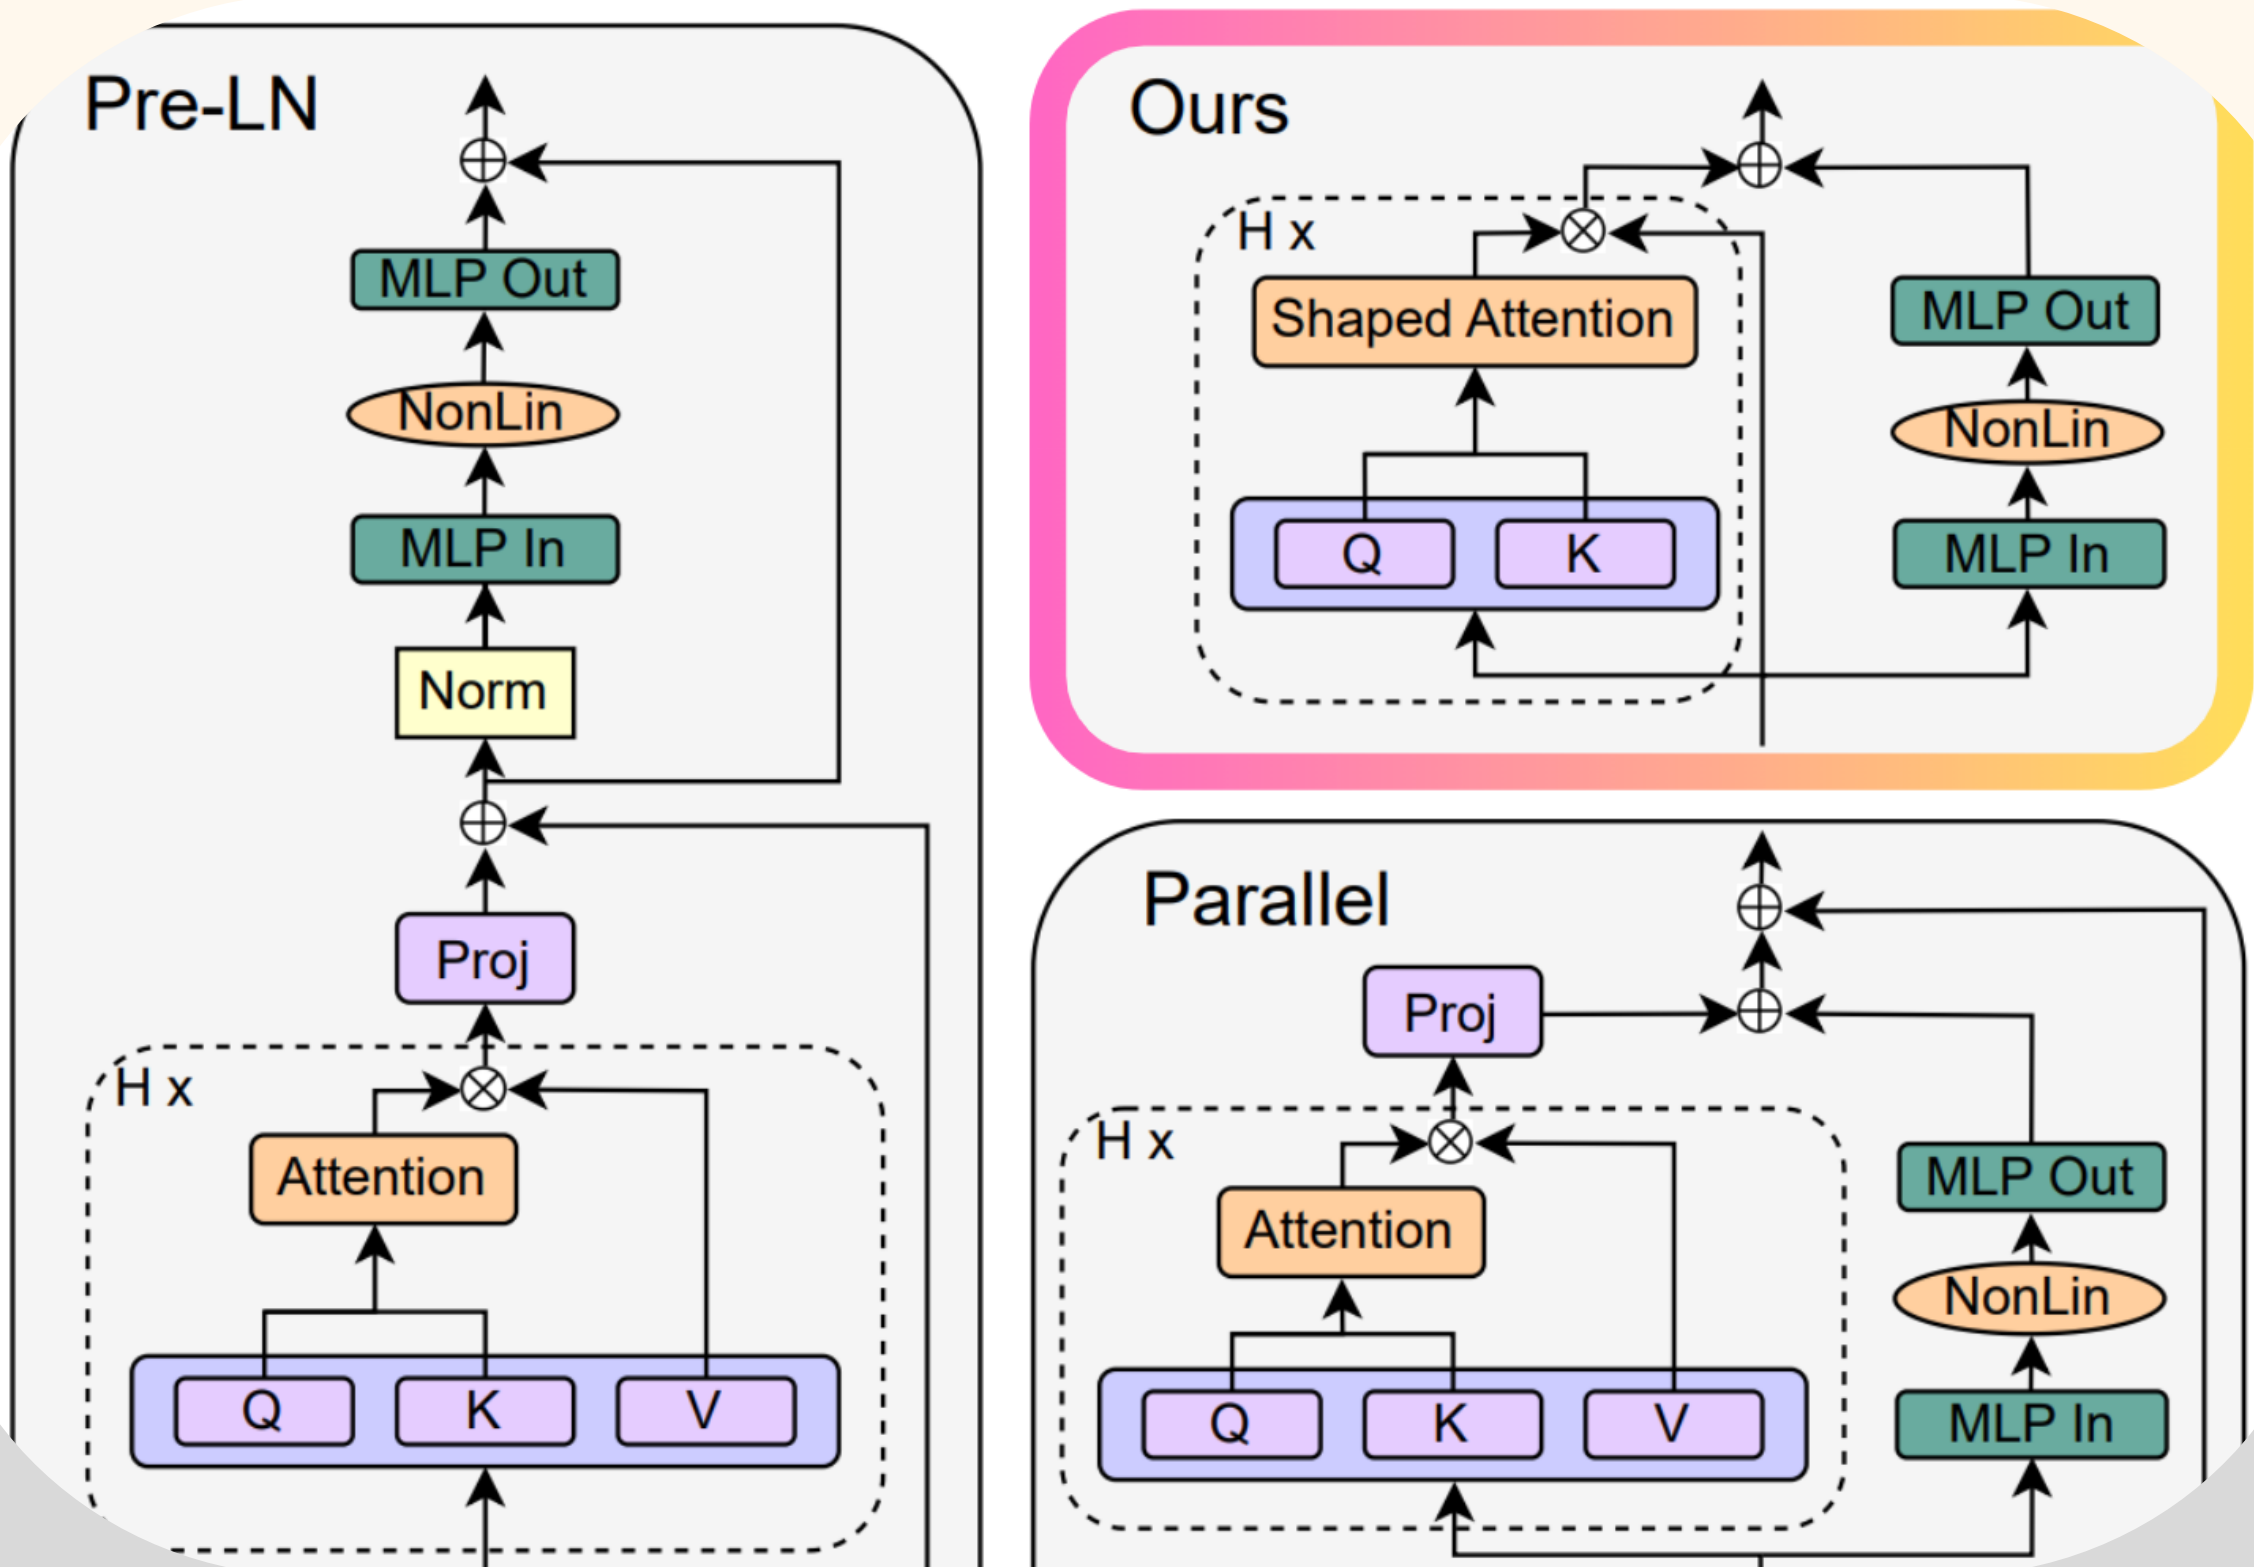 Pre-LN
MLP Out
NonLin
MLP In
Norm
Proj
H x
Attention
Q K V
Ours
H x
Shaped Attention
Q K
MLP Out
NonLin
MLP In
Parallel
Proj
H x
Attention
Q K V
MLP Out
NonLin
MLP In